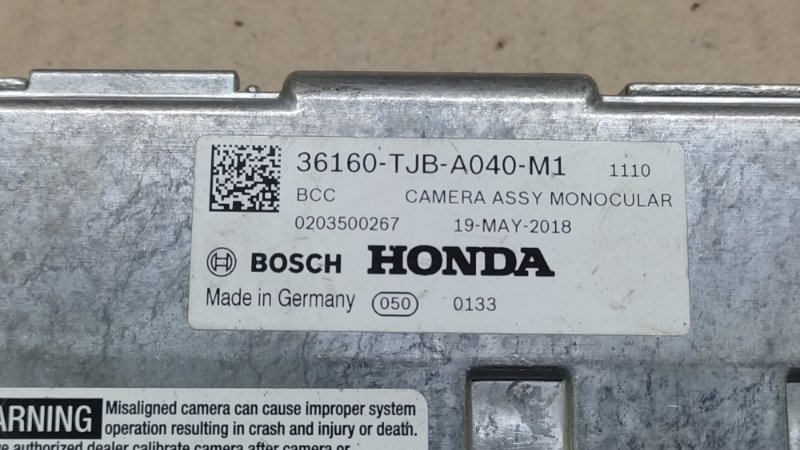 36160-TJB-A040-M1 1110
BCC CAMERA ASSY MONOCULAR
0203500267 19-MAY-2018
BOSCH HONDA
Made in Germany 050 0133
Misaligned camera can cause improper system
operation resulting in crash and injury or death.
authorized dealer calibrate camera after camera or